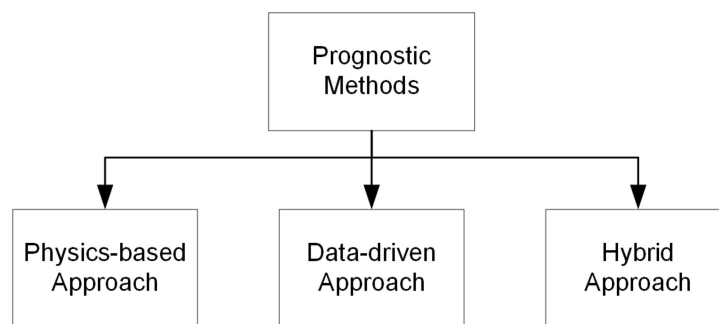 Prognostic
Methods
Physics-based
Approach
Data-driven
Approach
Hybrid
Approach